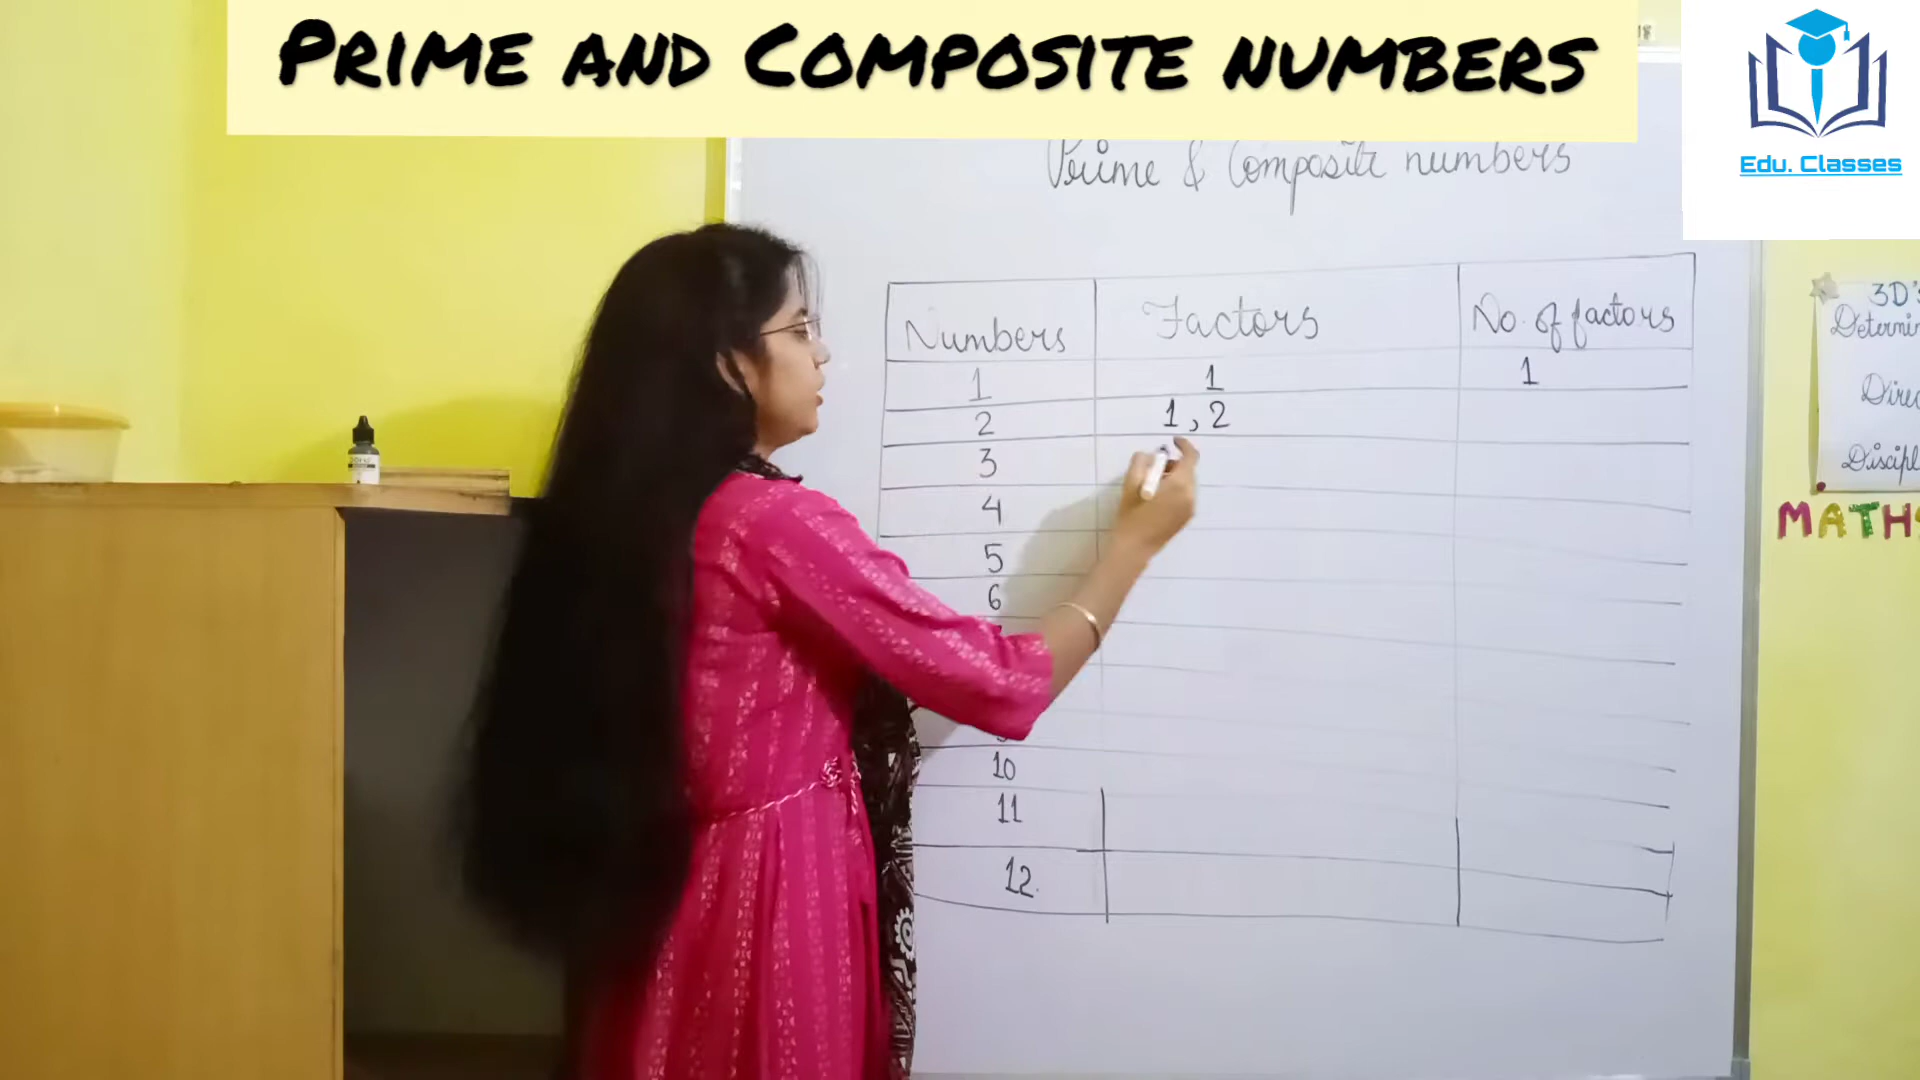 PRIME AND COMPOSITE NUMBERS
Edu. Classes
Prime & Composite numbers
Numbers Factors No. of factors
1 1 1
2 1, 2
3
4
5
6
10
11
12.
3D's
MATHS